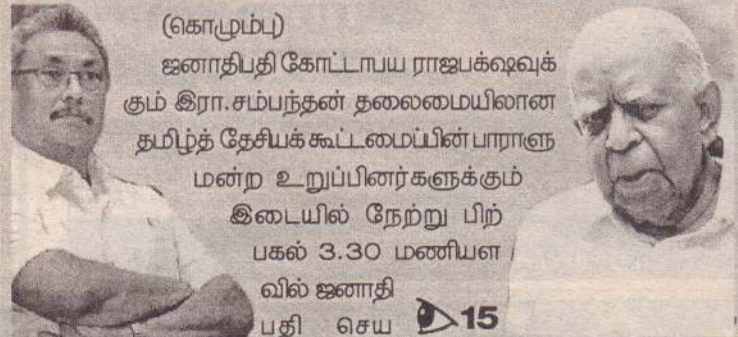 (கொழும்பு)
ஜனாதிபதி கோட்டாபய ராஜபக்ஷவுக்
கும் இரா.சம்பந்தன் தலைமையிலான
தமிழ்த் தேசியக் கூட்டமைப்பின் பாராளு
மன்ற உறுப்பினர்களுக்கும்
இடையில் நேற்று பிற்
பகல் 3.30 மணியள
வில் ஜனாதி
பதி செய 15